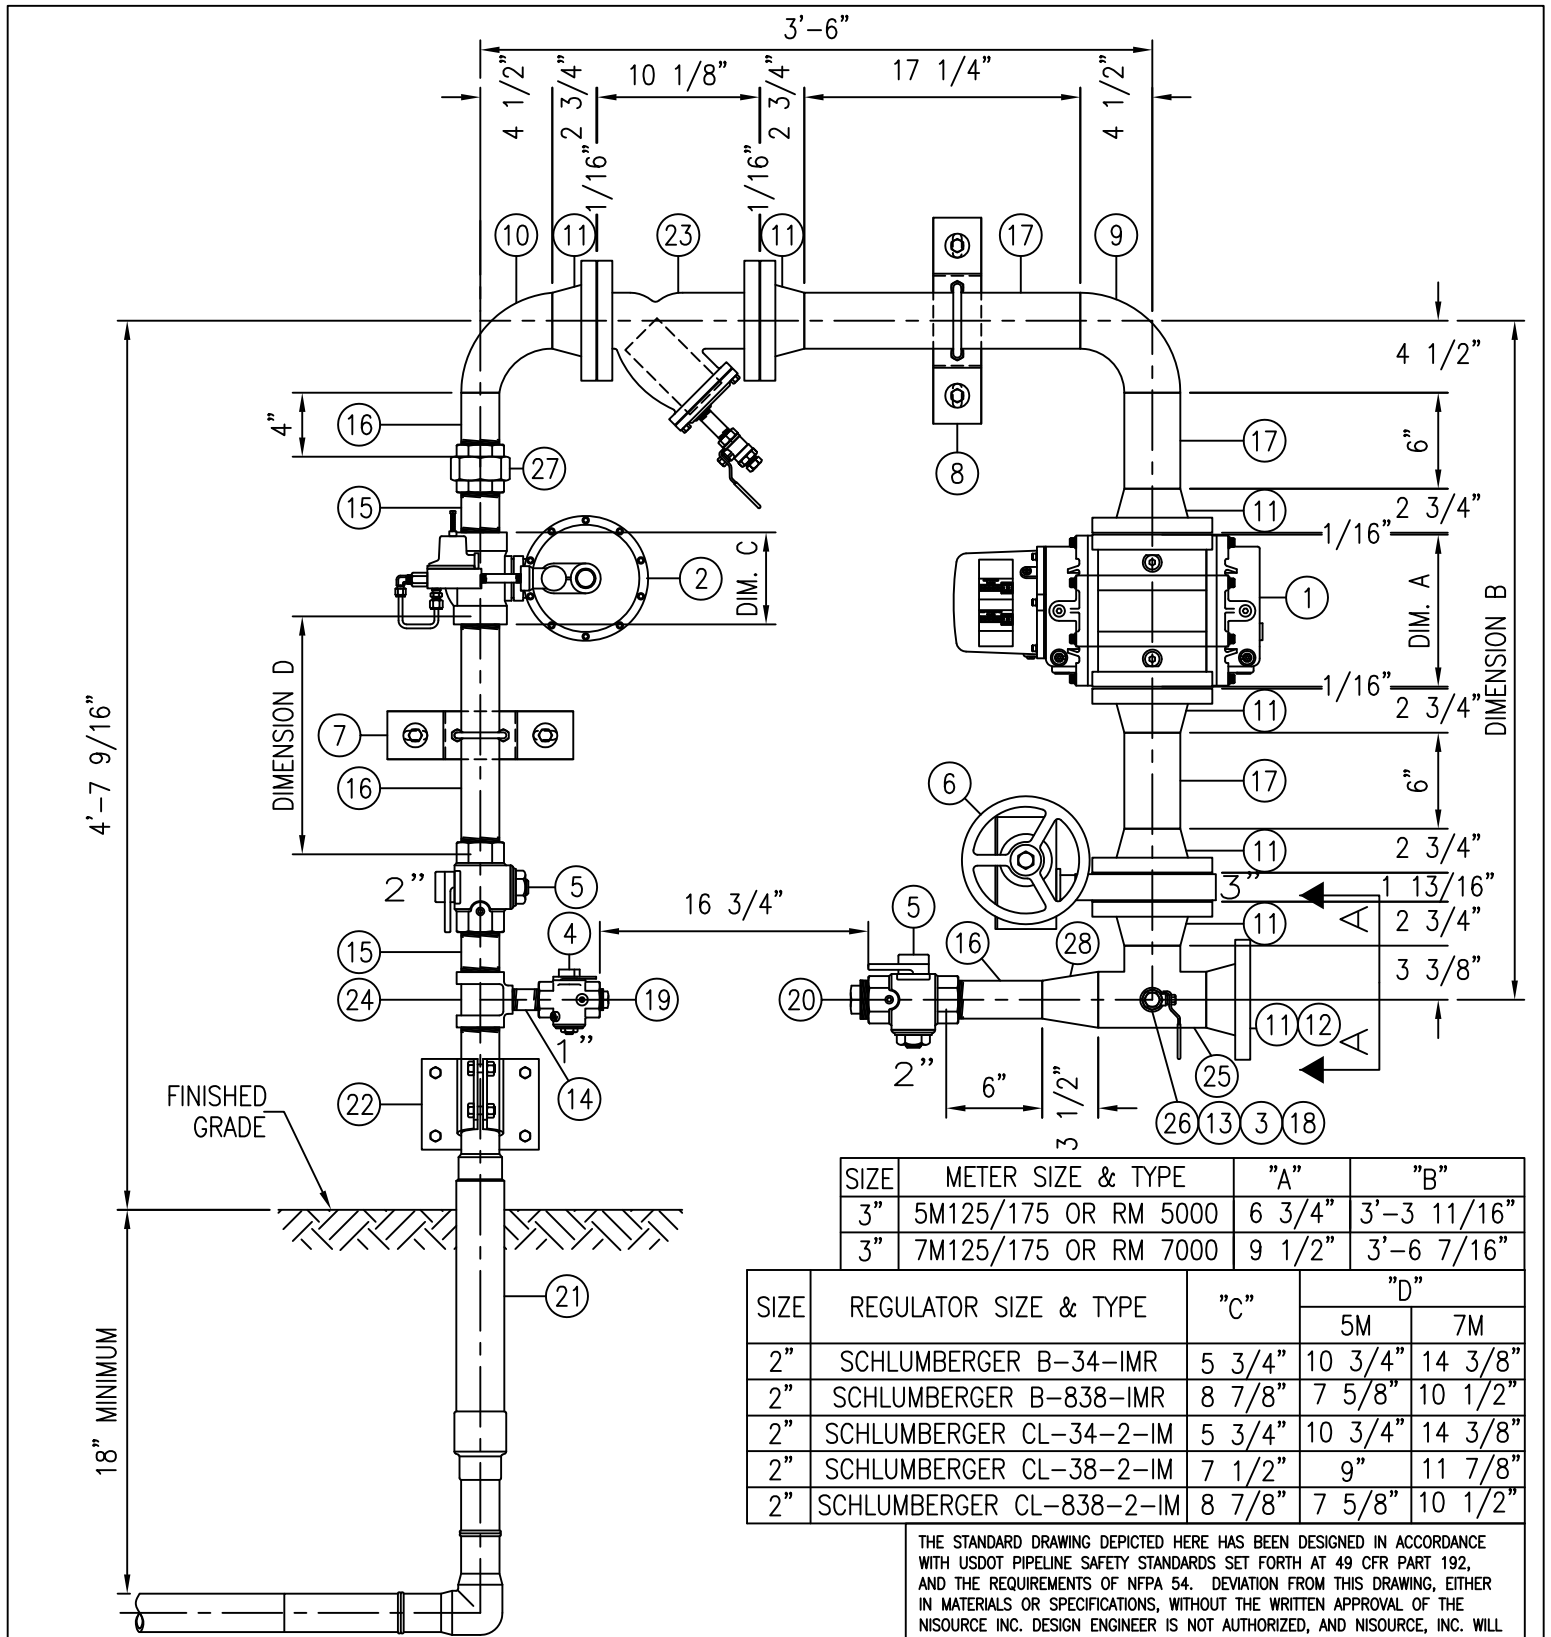 3'-6"
4 1/2" 2 3/4" 10 1/8" 2 3/4" 17 1/4" 4 1/2"
1/16" 1/16"
10 11 23 11 17 9
4 1/2"
4" 16 8 17 6"
27
15 11 2 3/4"
1/16"
DIM. C 2 DIM. A 1
DIMENSION B
DIMENSION D
1/16"
11 2 3/4"
7
4'-7 9/16"
16 6 17 6"
11 2 3/4"
2" 5 3" 1 13/16"
16 3/4" 5
4 11 2 3/4" A
15 16 28
3 3/8"
24 19 20 11 12
1" 2" A
14 6" 3 1/2" 25
22 26 13 3 18
FINISHED
GRADE
21
18" MINIMUM
SIZE METER SIZE & TYPE "A" "B"
3" 5M125/175 OR RM 5000 6 3/4" 3'-3 11/16"
3" 7M125/175 OR RM 7000 9 1/2" 3'-6 7/16"
SIZE REGULATOR SIZE & TYPE "C" "D"
5M 7M
2" SCHLUMBERGER B-34-IMR 5 3/4" 10 3/4" 14 3/8"
2" SCHLUMBERGER B-838-IMR 8 7/8" 7 5/8" 10 1/2"
2" SCHLUMBERGER CL-34-2-IM 5 3/4" 10 3/4" 14 3/8"
2" SCHLUMBERGER CL-38-2-IM 7 1/2" 9" 11 7/8"
2" SCHLUMBERGER CL-838-2-IM 8 7/8" 7 5/8" 10 1/2"
THE STANDARD DRAWING DEPICTED HERE HAS BEEN DESIGNED IN ACCORDANCE
WITH USDOT PIPELINE SAFETY STANDARDS SET FORTH AT 49 CFR PART 192,
AND THE REQUIREMENTS OF NFPA 54. DEVIATION FROM THIS DRAWING, EITHER
IN MATERIALS OR SPECIFICATIONS, WITHOUT THE WRITTEN APPROVAL OF THE
NISOURCE INC. DESIGN ENGINEER IS NOT AUTHORIZED, AND NISOURCE, INC. WILL